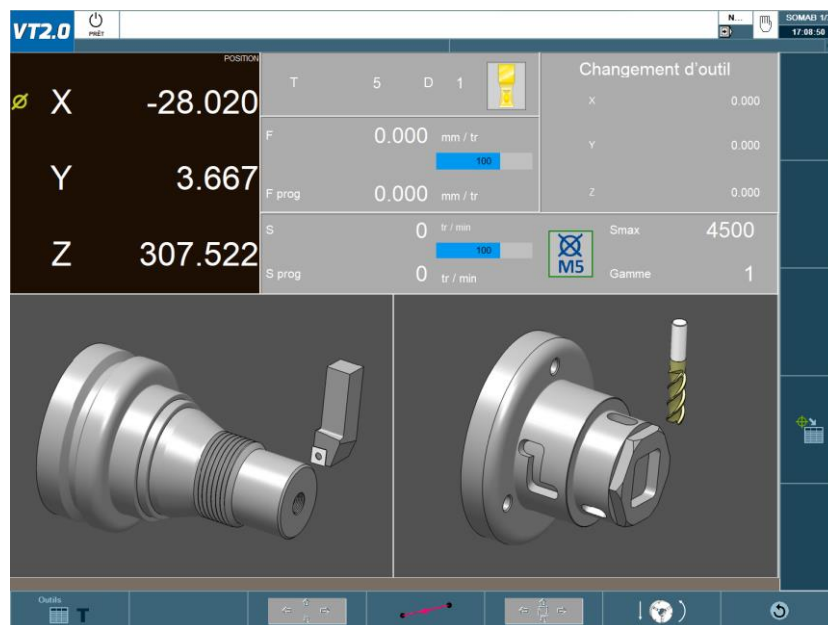 VT2.0
PRÊT
N...
SOMAB 1/
17:08:50
POSITION
X -28.020
Y 3.667
Z 307.522
T 5 D 1
F 0.000 mm / tr
100
F prog 0.000 mm / tr
Changement d'outil
X 0.000
Y 0.000
Z 0.000
S 0 tr / min
100
S prog 0 tr / min
M5
Smax 4500
Gamme 1
Outils
T